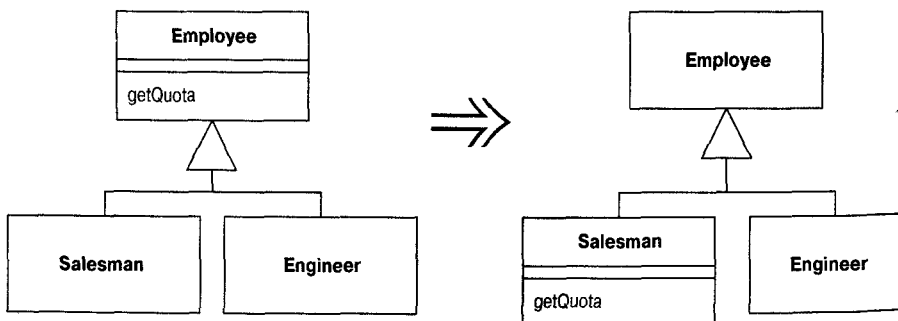 Employee
getQuota
Salesman
Engineer
Employee
Salesman
getQuota
Engineer